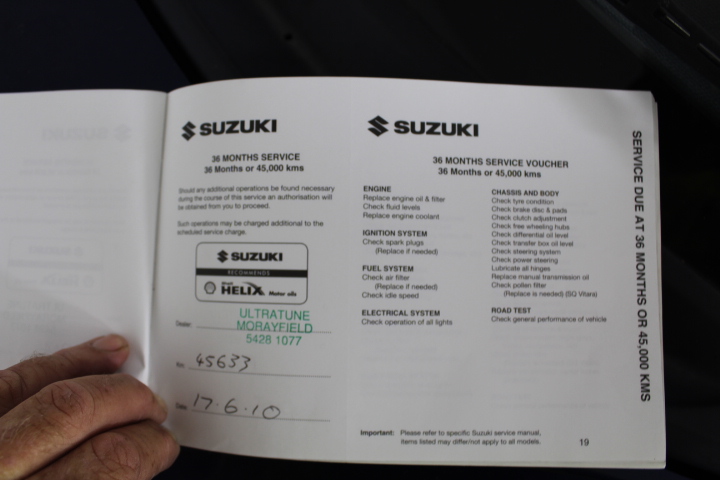 SUZUKI
36 MONTHS SERVICE
36 Months or 45,000 kms
Should any additional operations be found necessary
during the course of this service an authorisation will
be obtained from you to proceed.
Such operations may be charged additional to the
scheduled service charge.
SUZUKI
RECOMMENDS
Shell
HELIX Motor oils
ULTRATUNE
Dealer: MORAYFIELD
5428 1077
Km: 45633
Date: 17.6.10
SUZUKI
36 MONTHS SERVICE VOUCHER
36 Months or 45,000 kms
ENGINE
Replace engine oil & filter
Check fluid levels
Replace engine coolant
IGNITION SYSTEM
Check spark plugs
(Replace if needed)
FUEL SYSTEM
Check air filter
(Replace if needed)
Check idle speed
ELECTRICAL SYSTEM
Check operation of all lights
CHASSIS AND BODY
Check tyre condition
Check brake disc & pads
Check clutch adjustment
Check free wheeling hubs
Check differential oil level
Check transfer box oil level
Check steering system
Check power steering
Lubricate all hinges
Replace manual transmission oil
Check pollen filter
(Replace is needed) (SQ Vitara)
ROAD TEST
Check general performance of vehicle
Important: Please refer to specific Suzuki service manual,
items listed may differ/not apply to all models.
19
SERVICE DUE AT 36 MONTHS OR 45,000 KMS